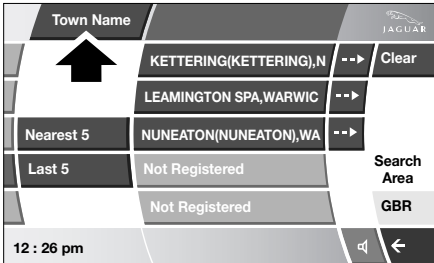 Town Name
JAGUAR
KETTERING(KETTERING),N
Clear
LEAMINGTON SPA,WARWIC
Nearest 5
NUNEATON(NUNEATON),WA
Last 5
Not Registered
Search
Area
Not Registered
GBR
12 : 26 pm